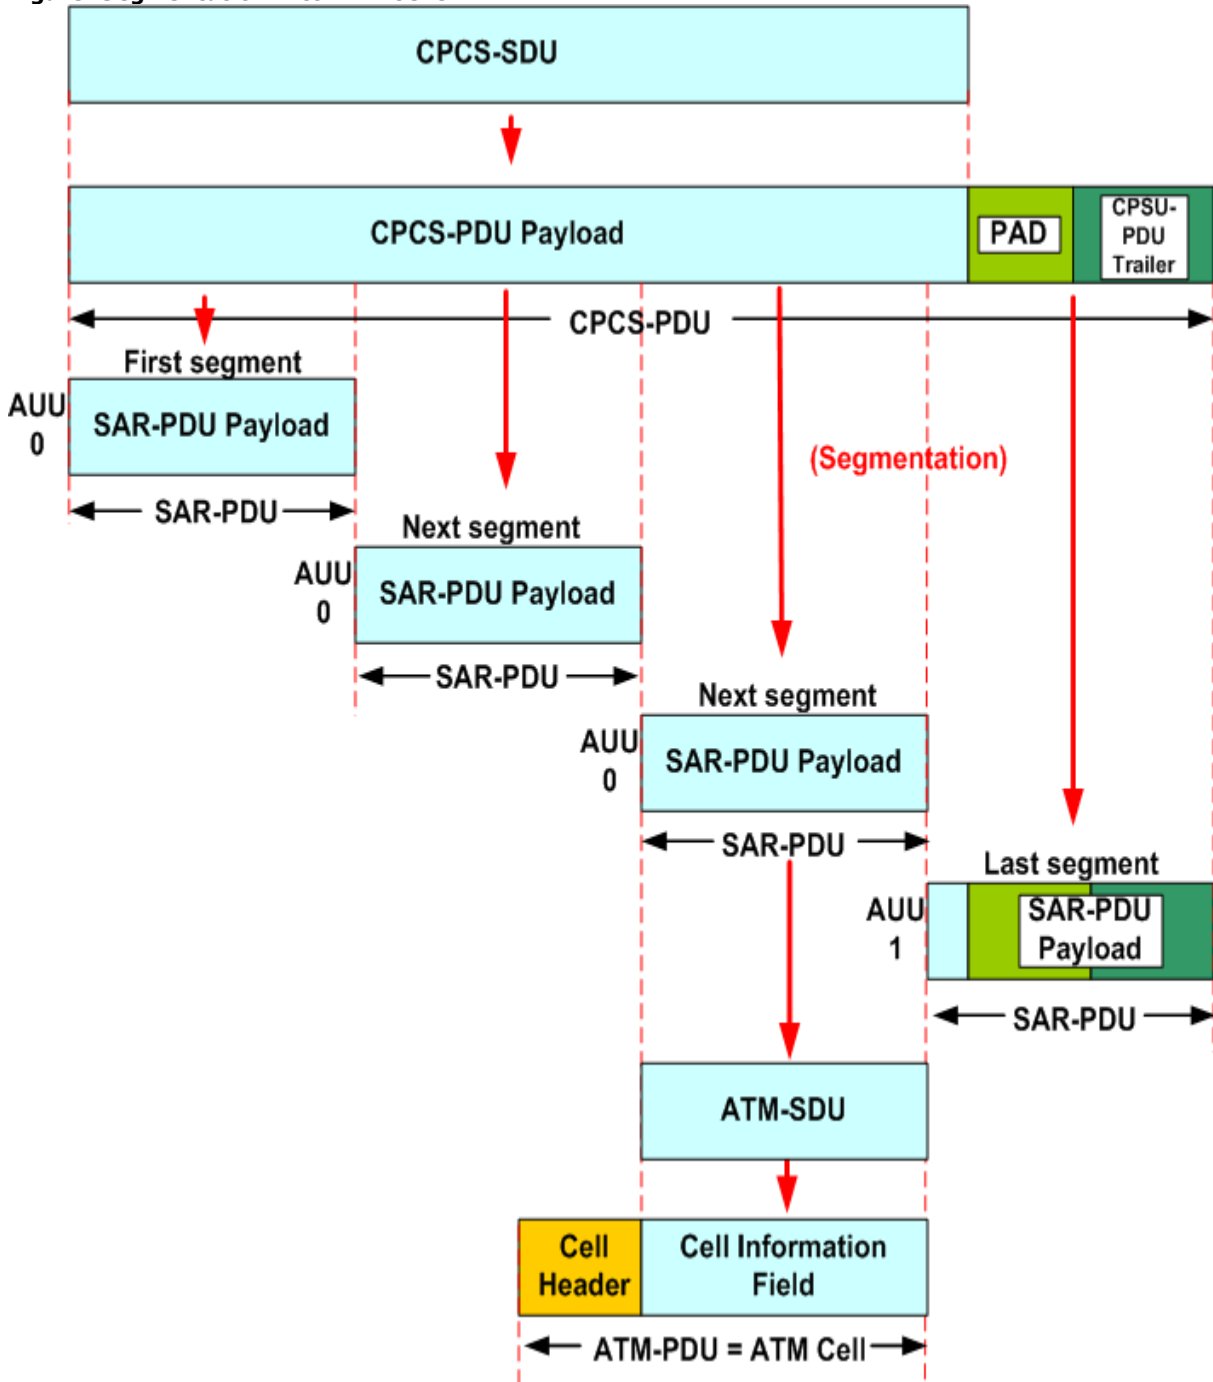 CPCS-SDU
CPCS-PDU Payload
PAD
CPSU-
PDU
Trailer
CPCS-PDU
First segment
AUU
0
SAR-PDU Payload
(Segmentation)
SAR-PDU
Next segment
AUU
0
SAR-PDU Payload
SAR-PDU
Next segment
AUU
0
SAR-PDU Payload
SAR-PDU
Last segment
AUU
1
SAR-PDU
Payload
SAR-PDU
ATM-SDU
Cell
Header
Cell Information
Field
ATM-PDU = ATM Cell